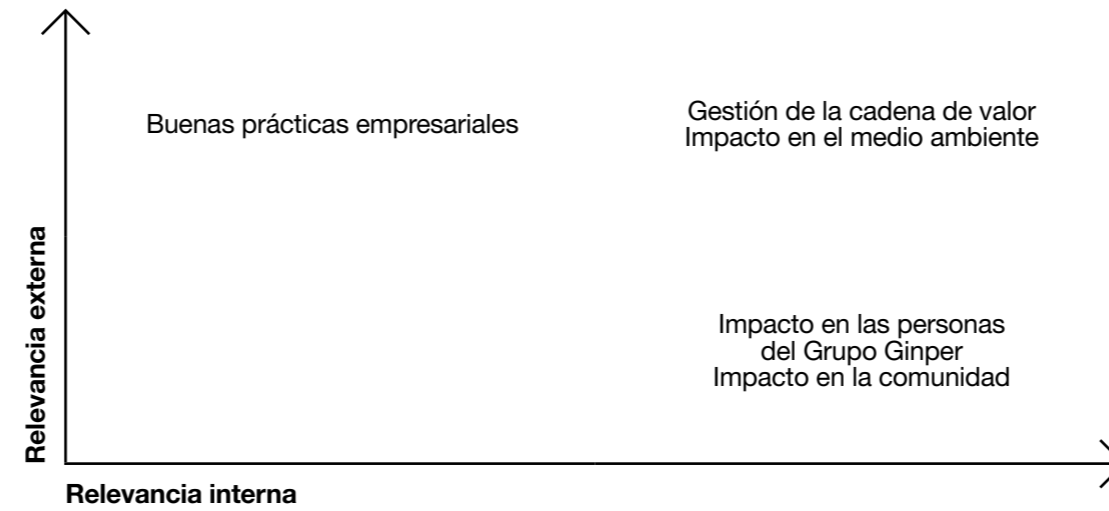 Buenas prácticas empresariales
Gestión de la cadena de valor
Impacto en el medio ambiente
Relevancia externa
Impacto en las personas
del Grupo Ginper
Impacto en la comunidad
Relevancia interna